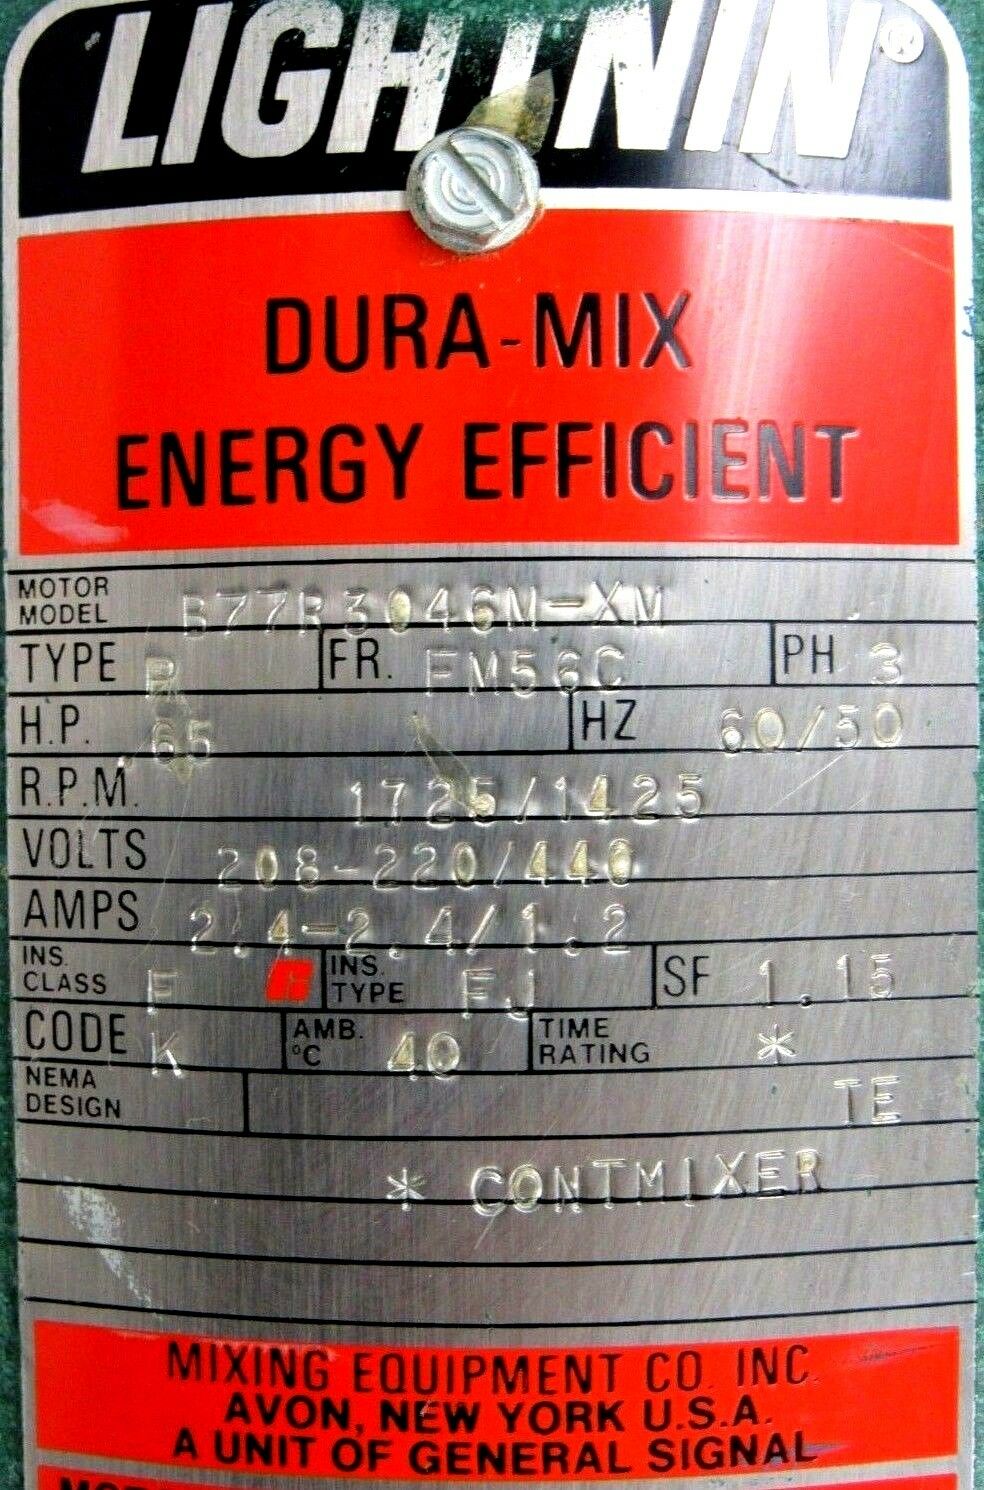 LIGHTNIN®
DURA-MIX
ENERGY EFFICIENT
MOTOR MODEL B77R3046M-XM
TYPE P FR. FM56C PH 3
H.P. 65 HZ 60/50
R.P.M. 1725/1425
VOLTS 208-220/440
AMPS 2.4-2.4/1.2
INS. CLASS F INS. TYPE FJ SF 1.15
CODE K AMB. °C 40 TIME RATING *
NEMA DESIGN TE
* CONTMIXER
MIXING EQUIPMENT CO. INC.
AVON, NEW YORK U.S.A.
A UNIT OF GENERAL SIGNAL